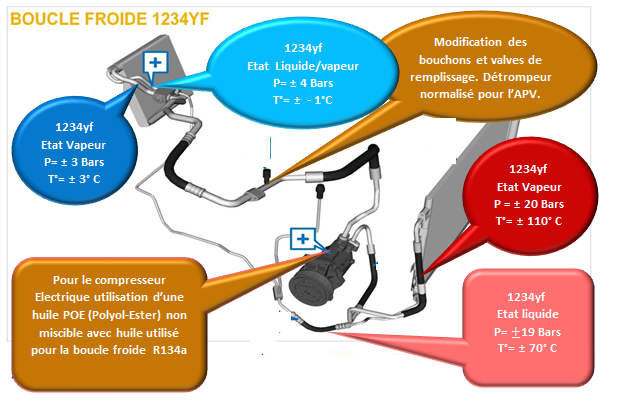 BOUCLE FROIDE 1234YF
1234yf
Etat Liquide/vapeur
P= ± 4 Bars
T°= ± - 1°C
Modification des
bouchons et valves de
remplissage. Détrompeur
normalisé pour l'APV.
1234yf
Etat Vapeur
P= ± 3 Bars
T°= ± 3° C
1234yf
Etat Vapeur
P = ± 20 Bars
T°= ± 110° C
Pour le compresseur
Electrique utilisation d'une
huile POE (Polyol-Ester) non
miscible avec huile utilisé
pour la boucle froide R134a
1234yf
Etat liquide
P= ±19 Bars
T°= ± 70° C